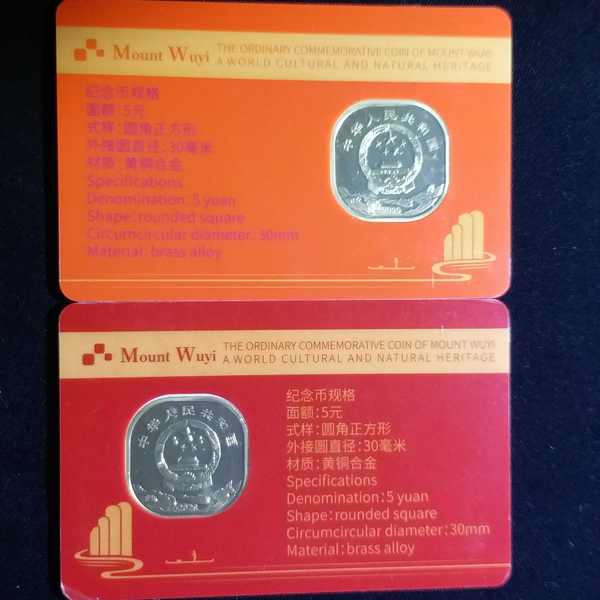 Mount Wuyi
THE ORDINARY COMMEMORATIVE COIN OF MOUNT WUYI
A WORLD CULTURAL AND NATURAL HERITAGE
纪念币规格
面额:5元
式样:圆角正方形
外接圆直径:30毫米
材质:黄铜合金
Specifications
Denomination: 5 yuan
Shape: rounded square
Circumcircular diameter: 30mm
Material: brass alloy
中华人民共和国
Mount Wuyi
THE ORDINARY COMMEMORATIVE COIN OF MOUNT WUYI
A WORLD CULTURAL AND NATURAL HERITAGE
中华人民共和国
纪念币规格
面额:5元
式样:圆角正方形
外接圆直径:30毫米
材质:黄铜合金
Specifications
Denomination: 5 yuan
Shape: rounded square
Circumcircular diameter: 30mm
Material: brass alloy